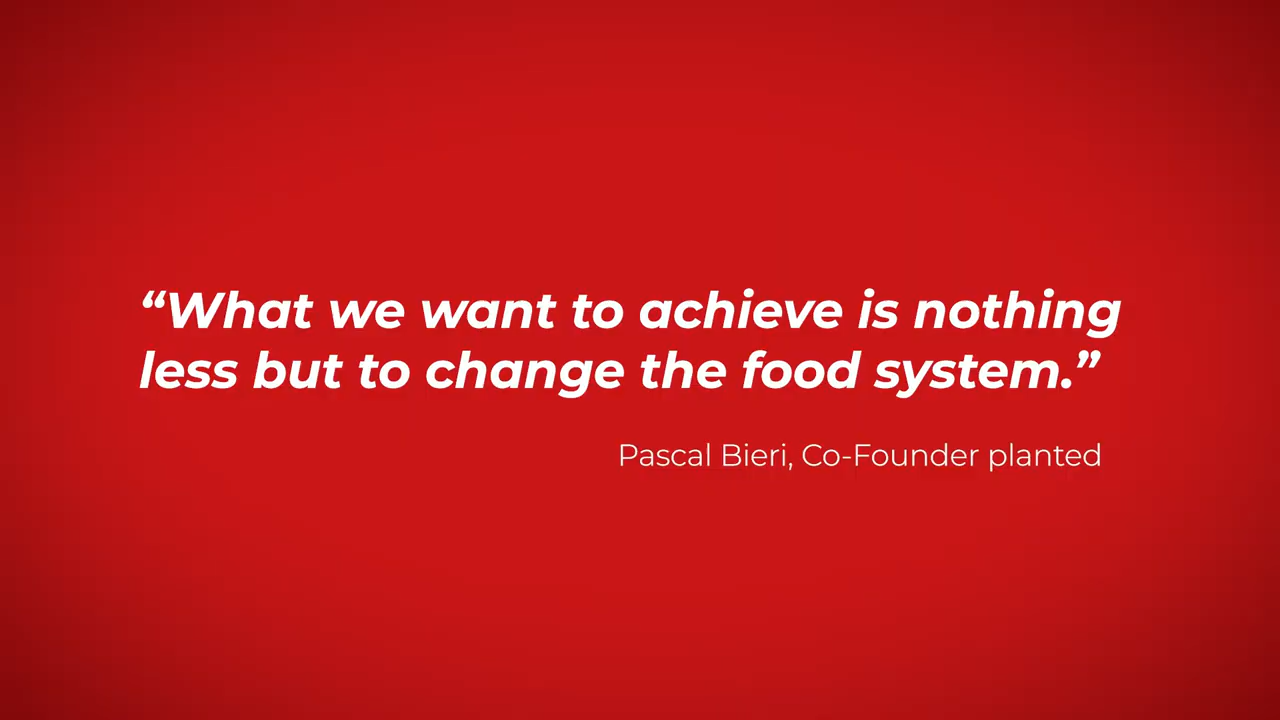 “What we want to achieve is nothing
less but to change the food system.”
Pascal Bieri, Co-Founder planted